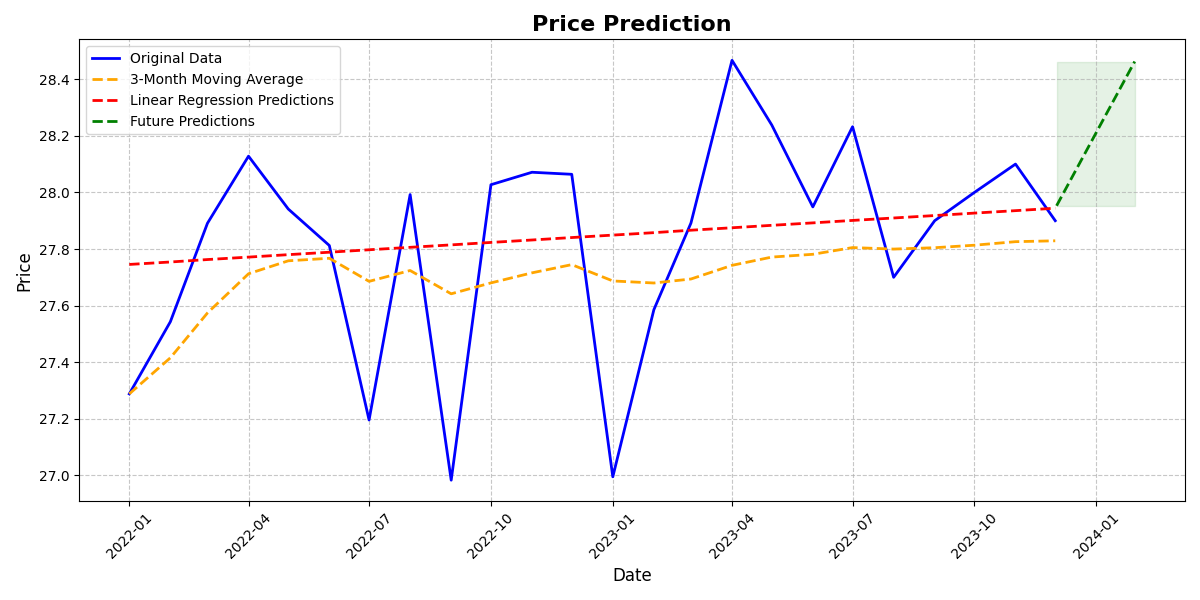 Price Prediction
Original Data
3-Month Moving Average
Linear Regression Predictions
Future Predictions
Price
28.4
28.2
28.0
27.8
27.6
27.4
27.2
27.0
2022-01
2022-04
2022-07
2022-10
2023-01
2023-04
2023-07
2023-10
2024-01
Date